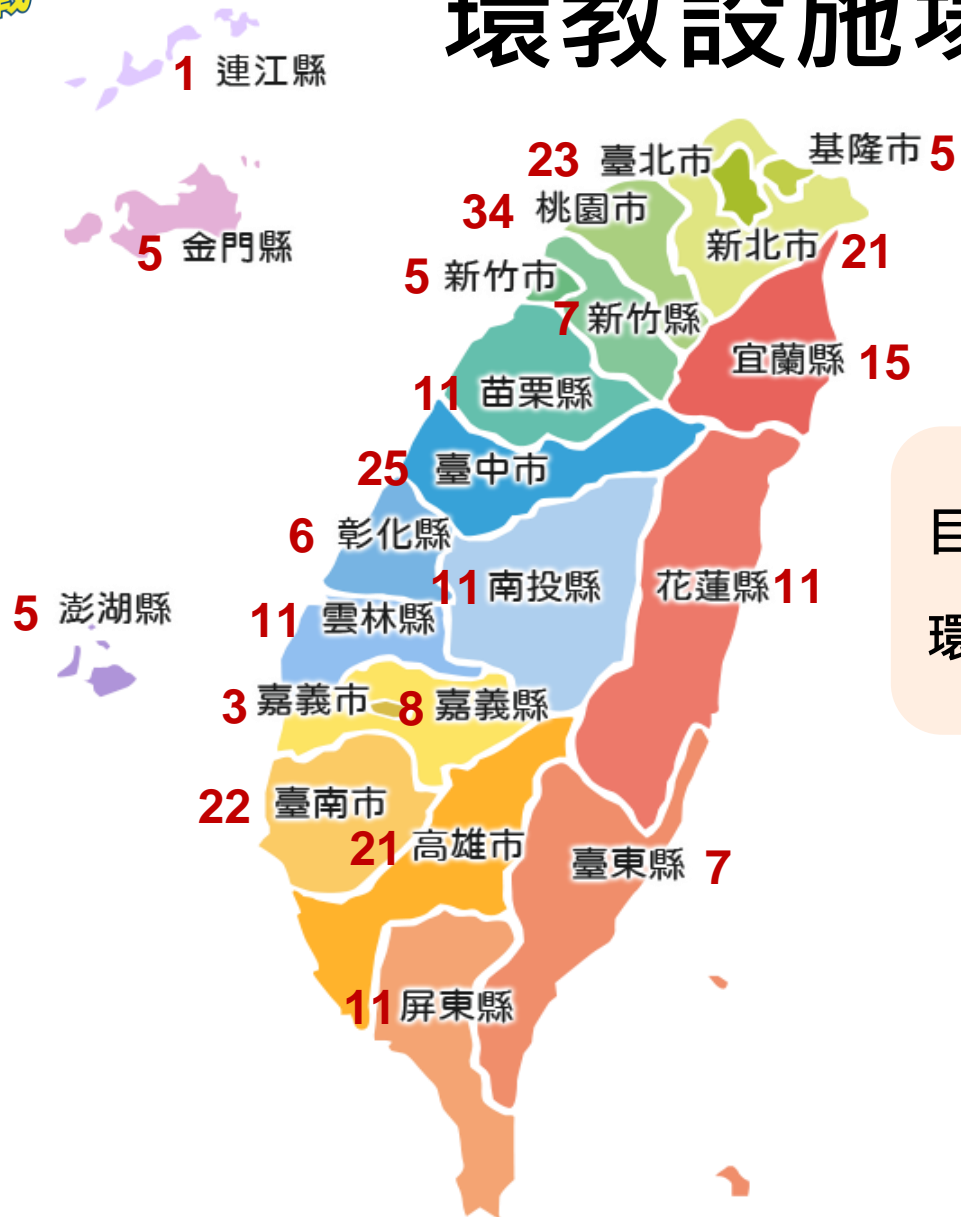 環教設施場
1 連江縣
23 臺北市
基隆市 5
34 桃園市
5 金門縣
新北市 21
5 新竹市
7 新竹縣
宜蘭縣 15
11 苗栗縣
25 臺中市
目
6 彰化縣
11 南投縣
花蓮縣 11
5 澎湖縣
11 雲林縣
環
3 嘉義市
8 嘉義縣
22 臺南市
21 高雄市
臺東縣 7
11 屏東縣